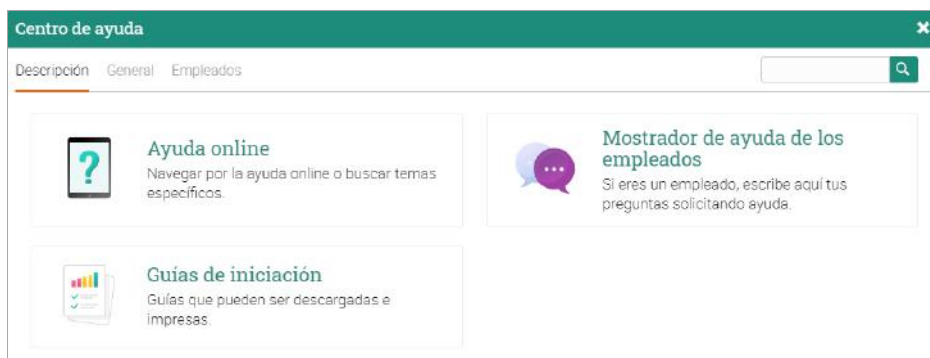 Centro de ayuda
Descripción General Empleados
Ayuda online
Navegar por la ayuda online o buscar temas
específicos.
Mostrador de ayuda de los
empleados
Si eres un empleado, escribe aquí tus
preguntas solicitando ayuda.
Guías de iniciación
Guías que pueden ser descargadas e
impresas.